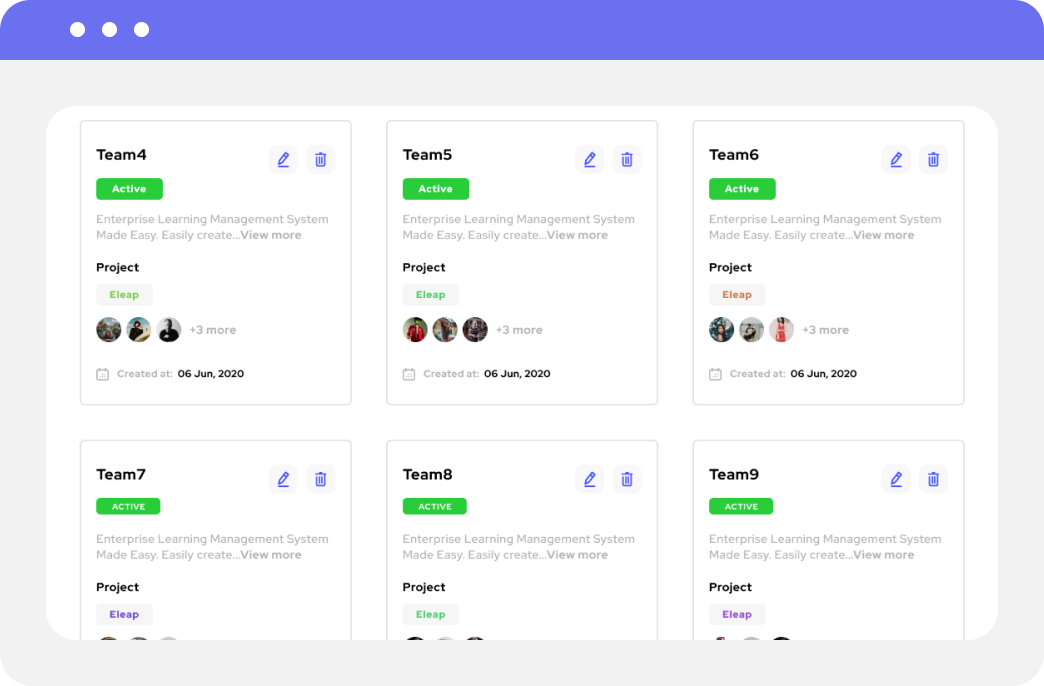 Team4
Active
Enterprise Learning Management System
Made Easy. Easily create...View more
Project
Eleap
+3 more
Created at: 06 Jun, 2020
Team5
Active
Enterprise Learning Management System
Made Easy. Easily create...View more
Project
Eleap
+3 more
Created at: 06 Jun, 2020
Team6
Active
Enterprise Learning Management System
Made Easy. Easily create...View more
Project
Eleap
+3 more
Created at: 06 Jun, 2020
Team7
ACTIVE
Enterprise Learning Management System
Made Easy. Easily create...View more
Project
Eleap
Team8
ACTIVE
Enterprise Learning Management System
Made Easy. Easily create...View more
Project
Eleap
Team9
ACTIVE
Enterprise Learning Management System
Made Easy. Easily create...View more
Project
Eleap